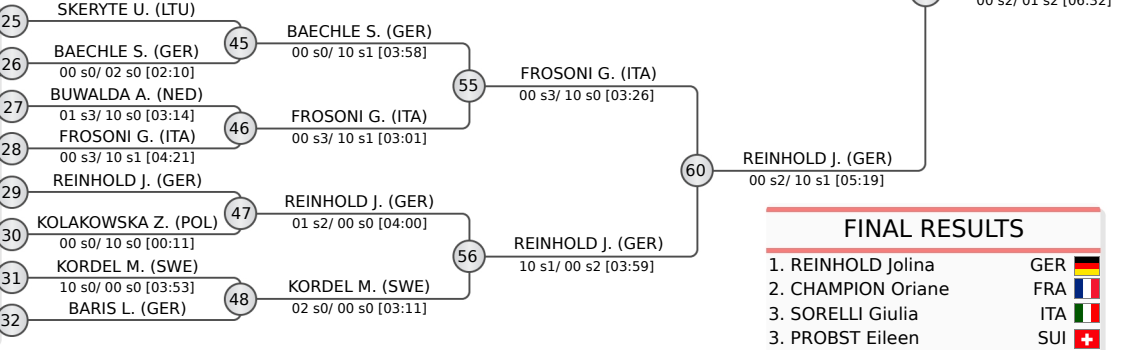 00 s2/ 01 s2 [06:32]
25
SKERYTE U. (LTU)
45
BAECHLE S. (GER)
00 s0/ 10 s1 [03:58]
26
BAECHLE S. (GER)
00 s0/ 02 s0 [02:10]
55
FROSONI G. (ITA)
00 s3/ 10 s0 [03:26]
27
BUWALDA A. (NED)
01 s3/ 10 s0 [03:14]
46
FROSONI G. (ITA)
00 s3/ 10 s1 [03:01]
28
FROSONI G. (ITA)
00 s3/ 10 s1 [04:21]
60
REINHOLD J. (GER)
00 s2/ 10 s1 [05:19]
29
REINHOLD J. (GER)
47
REINHOLD J. (GER)
01 s2/ 00 s0 [04:00]
30
KOLAKOWSKA Z. (POL)
00 s0/ 10 s0 [00:11]
56
REINHOLD J. (GER)
10 s1/ 00 s2 [03:59]
31
KORDEL M. (SWE)
10 s0/ 00 s0 [03:53]
48
KORDEL M. (SWE)
02 s0/ 00 s0 [03:11]
32
BARIS L. (GER)
FINAL RESULTS
1. REINHOLD Jolina GER
2. CHAMPION Oriane FRA
3. SORELLI Giulia ITA
3. PROBST Eileen SUI